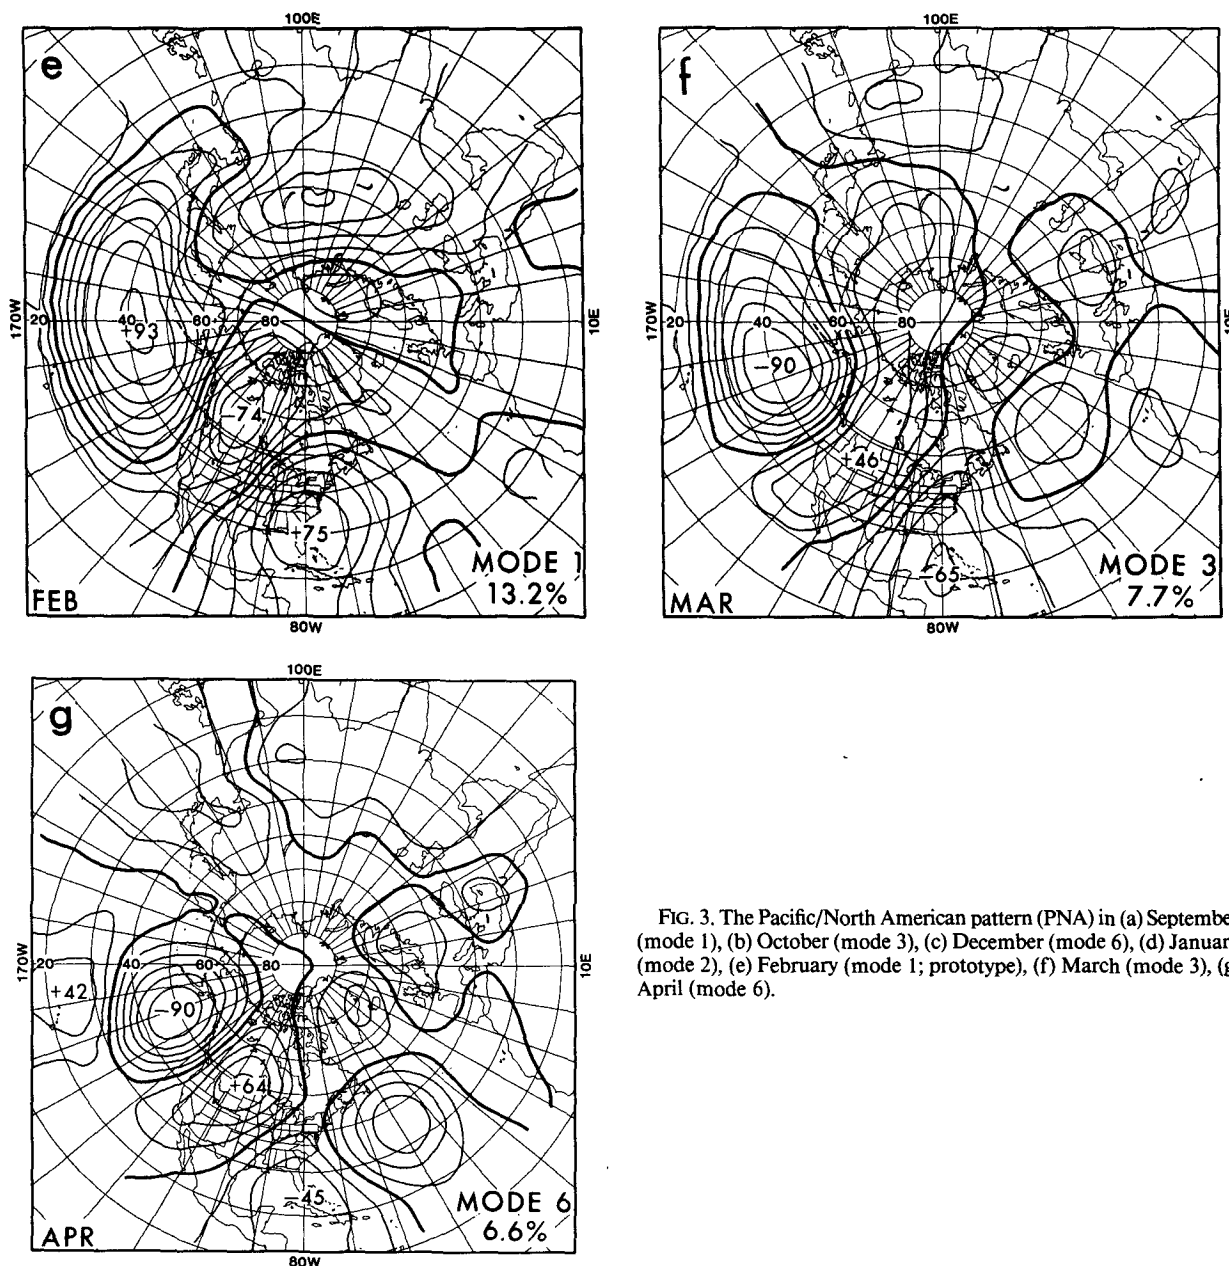 100E
e
170W
20
+93
60
80
80
10E
-74
+75
MODE 1
13.2%
FEB
80W
100E
f
170W
20
40
60
80
10E
-90
+46
-65
MODE 3
7.7%
MAR
80W
100E
g
170W
20
40
60
80
10E
+42
-90
+64
-45
MODE 6
6.6%
APR
80W
FIG. 3. The Pacific/North American pattern (PNA) in (a) Septembe
(mode 1), (b) October (mode 3), (c) December (mode 6), (d) Januar
(mode 2), (e) February (mode 1; prototype), (f) March (mode 3), (g
April (mode 6).